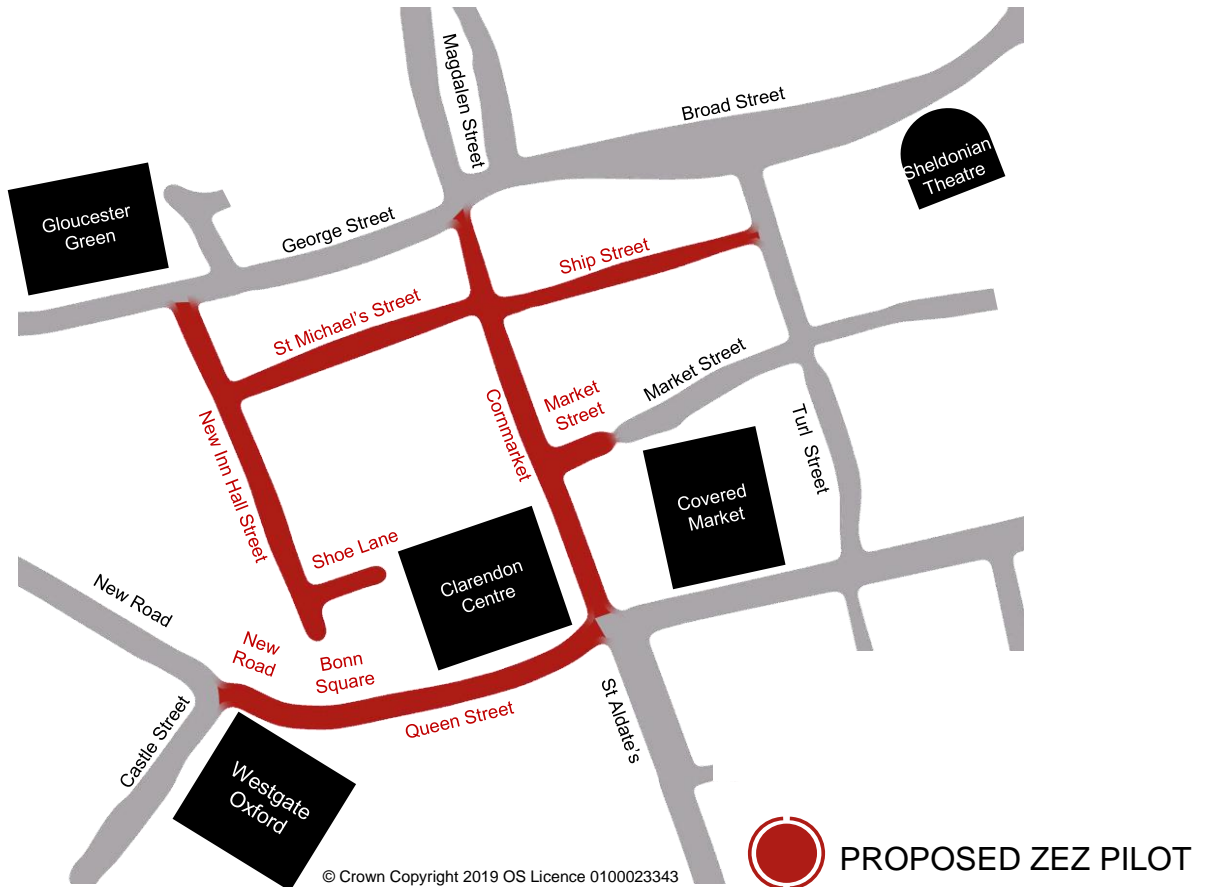 Magdalen Street
Broad Street
Sheldonian
Theatre
Gloucester
Green
George Street
Ship Street
St Michael's Street
Market Street
Market
Street
Cornmarket
New Inn Hall Street
Turl Street
Covered
Market
Shoe Lane
Clarendon
Centre
New Road
New
Road
Bonn
Square
Queen Street
St Aldate's
Castle Street
Westgate
Oxford
PROPOSED ZEZ PILOT
© Crown Copyright 2019 OS Licence 0100023343